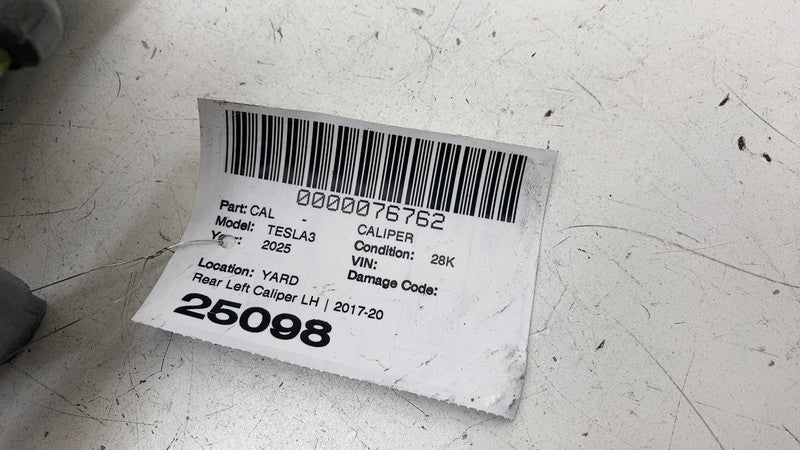 0000076762
Part: CAL - CALIPER
Model: TESLA3 Condition: 28K
2025 VIN:
Damage Code:
Location: YARD
Rear Left Caliper LH | 2017-20
25098